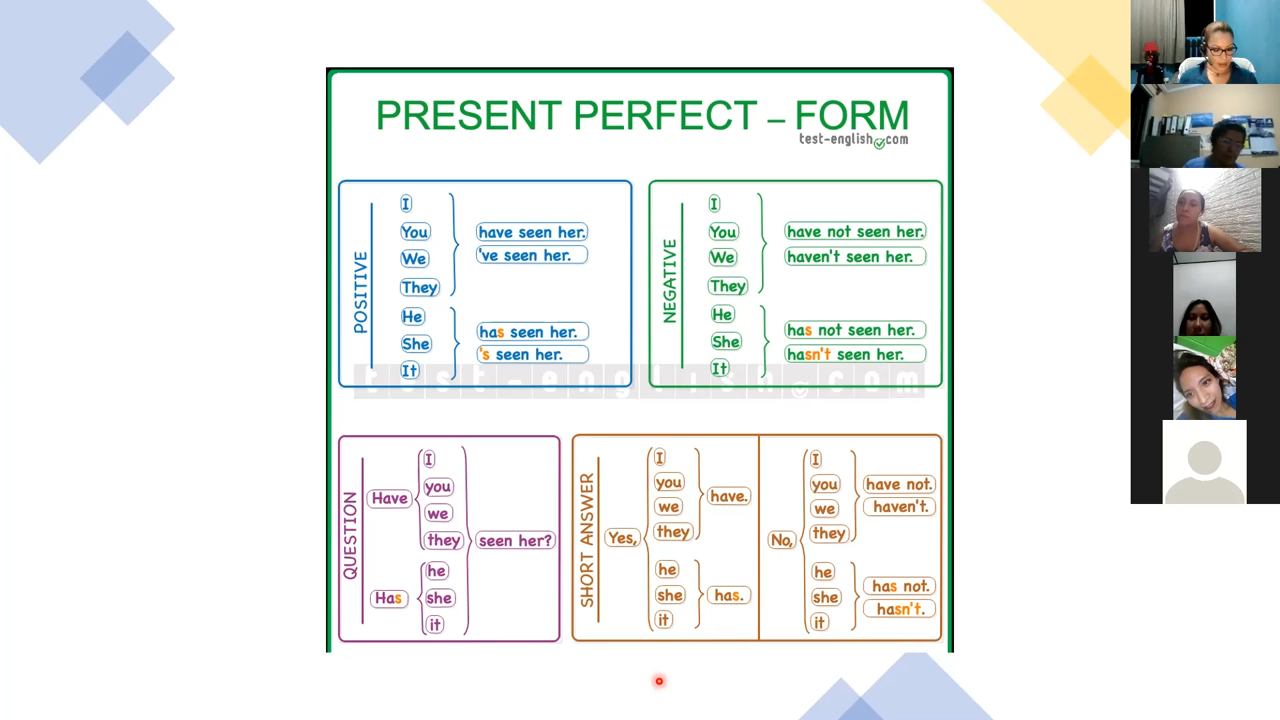 PRESENT PERFECT – FORM
test-english.com
POSITIVE
I
You
We
They
have seen her.
've seen her.
He
She
It
has seen her.
's seen her.
NEGATIVE
I
You
We
They
have not seen her.
haven't seen her.
He
She
It
has not seen her.
hasn't seen her.
test-english.com
QUESTION
Have
I
you
we
they
Has
he
she
it
seen her?
SHORT ANSWER
Yes,
I
you
we
they
have.
he
she
it
has.
No,
I
you
we
they
have not.
haven't.
he
she
it
has not.
hasn't.